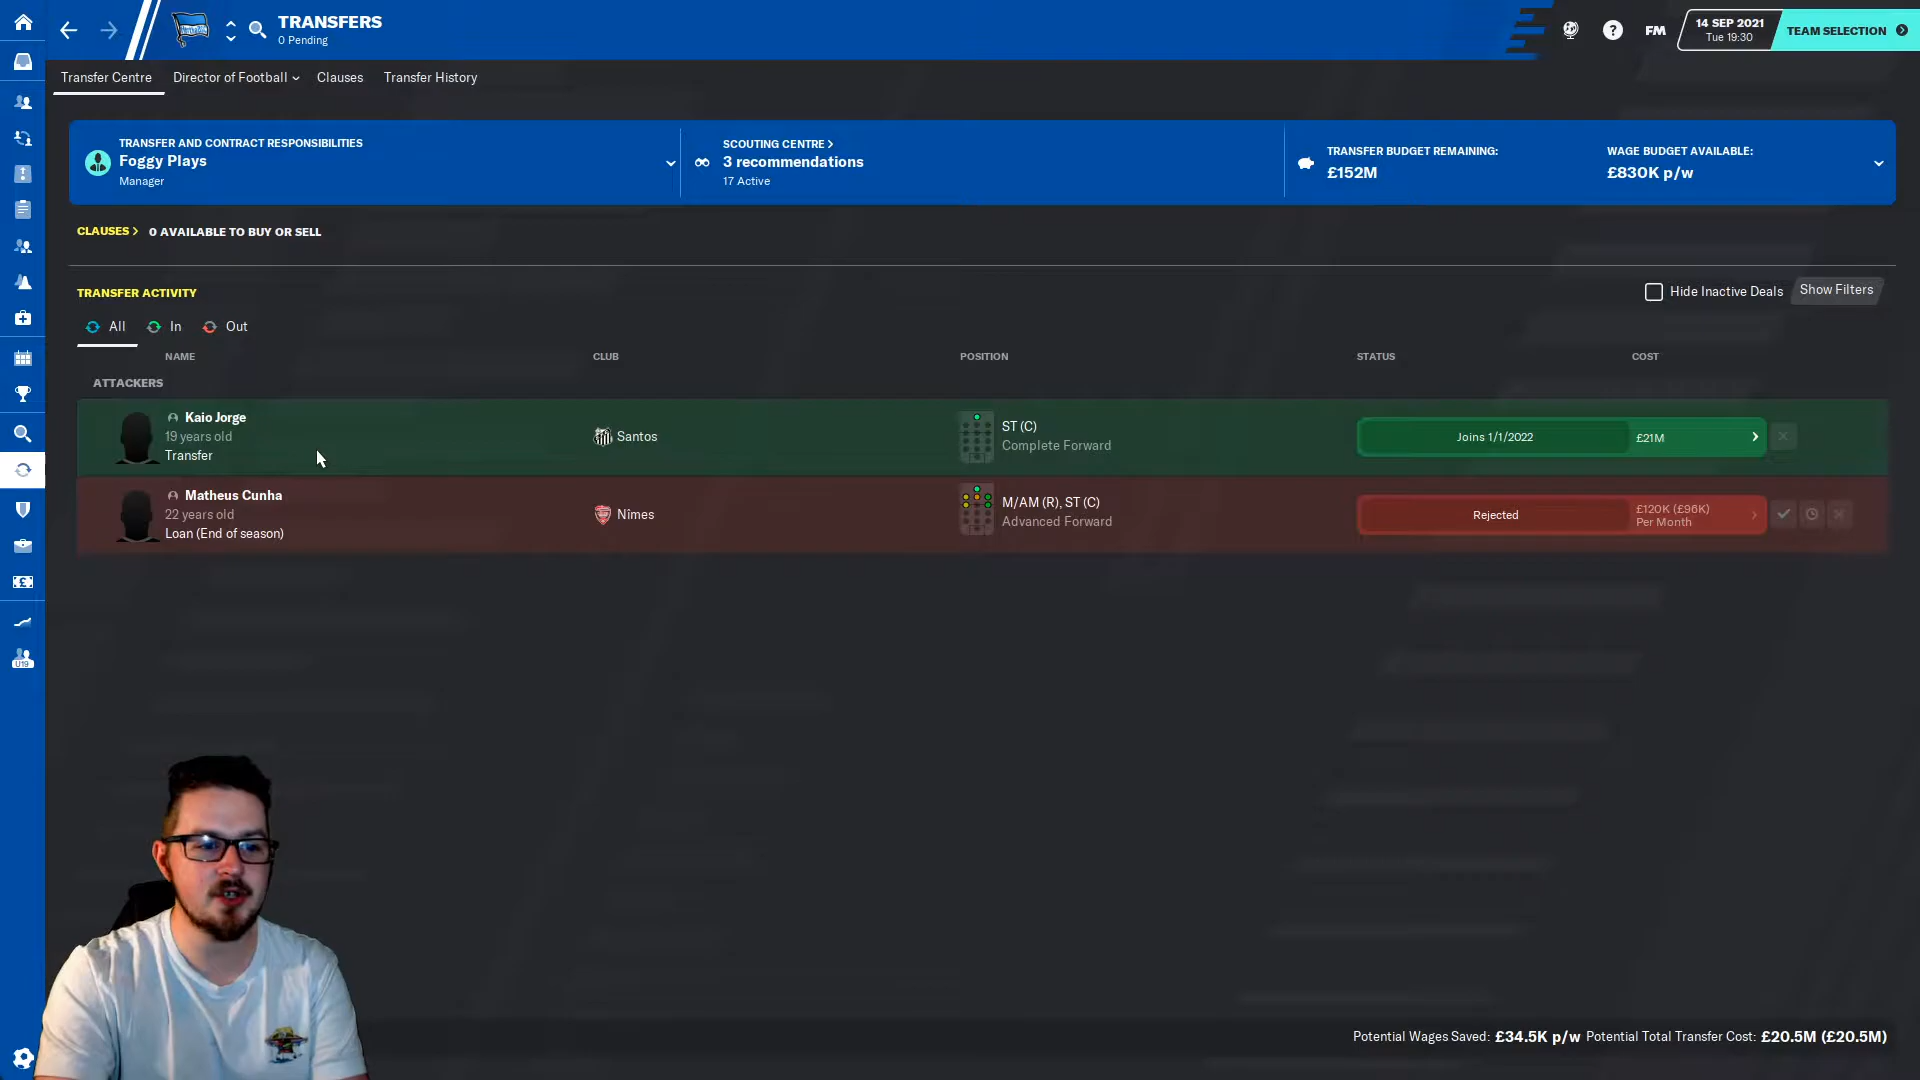 TRANSFERS
0 Pending
FM
14 SEP 2021
Tue 19:30
TEAM SELECTION
Transfer Centre
Director of Football
Clauses
Transfer History
TRANSFER AND CONTRACT RESPONSIBILITIES
Foggy Plays
Manager
SCOUTING CENTRE >
3 recommendations
17 Active
TRANSFER BUDGET REMAINING:
£152M
WAGE BUDGET AVAILABLE:
£830K p/w
CLAUSES > 0 AVAILABLE TO BUY OR SELL
TRANSFER ACTIVITY
Hide Inactive Deals
Show Filters
All
In
Out
NAME CLUB POSITION STATUS COST
ATTACKERS
Kaio Jorge
19 years old
Transfer
Santos
ST (C)
Complete Forward
Joins 1/1/2022
£21M
Matheus Cunha
22 years old
Loan (End of season)
Nîmes
M/AM (R), ST (C)
Advanced Forward
Rejected
£120K (£96K)
Per Month
U19
Potential Wages Saved: £34.5K p/w Potential Total Transfer Cost: £20.5M (£20.5M)